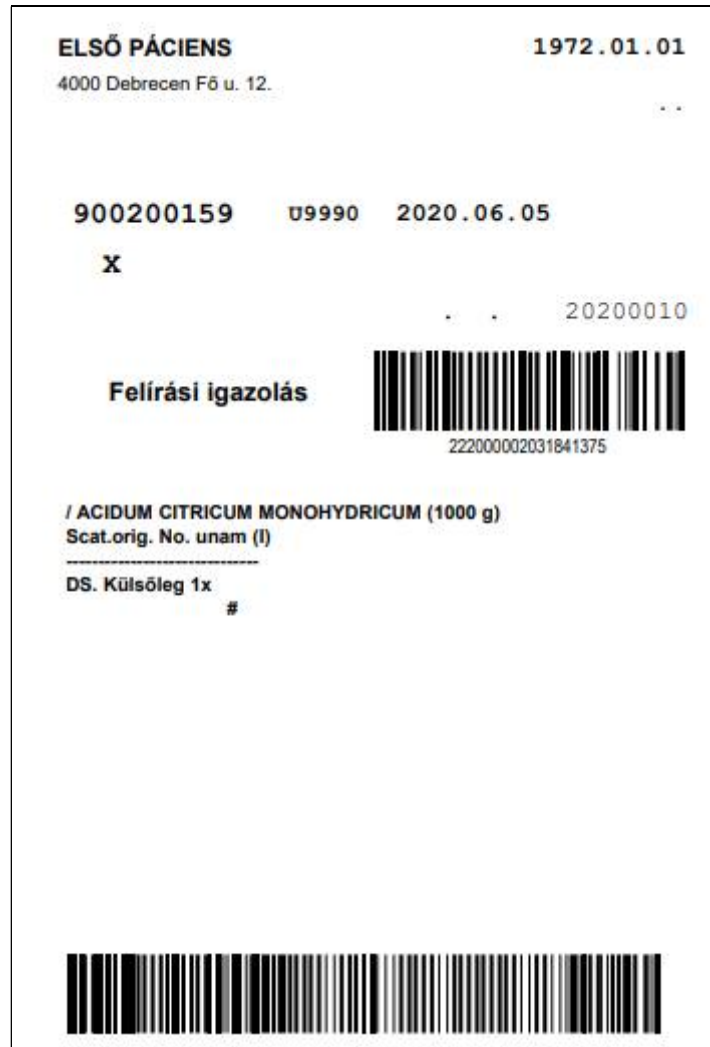 ELSŐ PÁCIENS 1972.01.01
4000 Debrecen Fő u. 12.
. .
900200159 U9990 2020.06.05
X
. . 20200010
Felírási igazolás
222000002031841375
/ ACIDUM CITRICUM MONOHYDRICUM (1000 g)
Scat.orig. No. unam (I)
------------------------------
DS. Külsőleg 1x
#